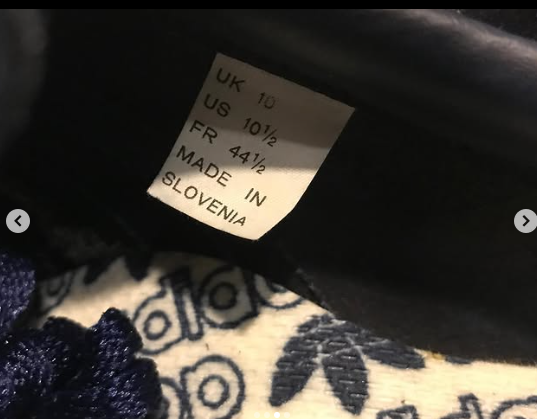 UK 10
US 10½
FR 44½
MADE IN
SLOVENIA